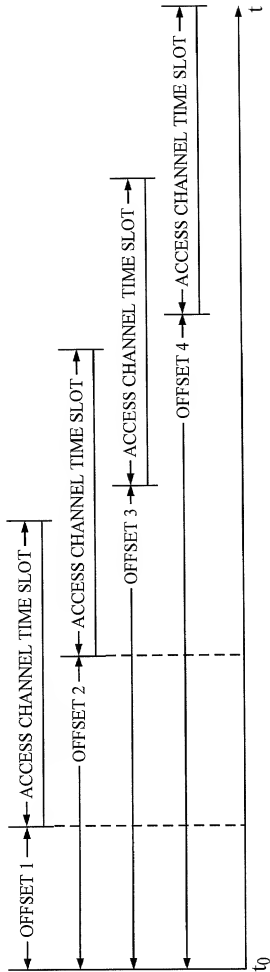 OFFSET 1 ACCESS CHANNEL TIME SLOT
OFFSET 2 ACCESS CHANNEL TIME SLOT
OFFSET 3 ACCESS CHANNEL TIME SLOT
OFFSET 4 ACCESS CHANNEL TIME SLOT
t0 t